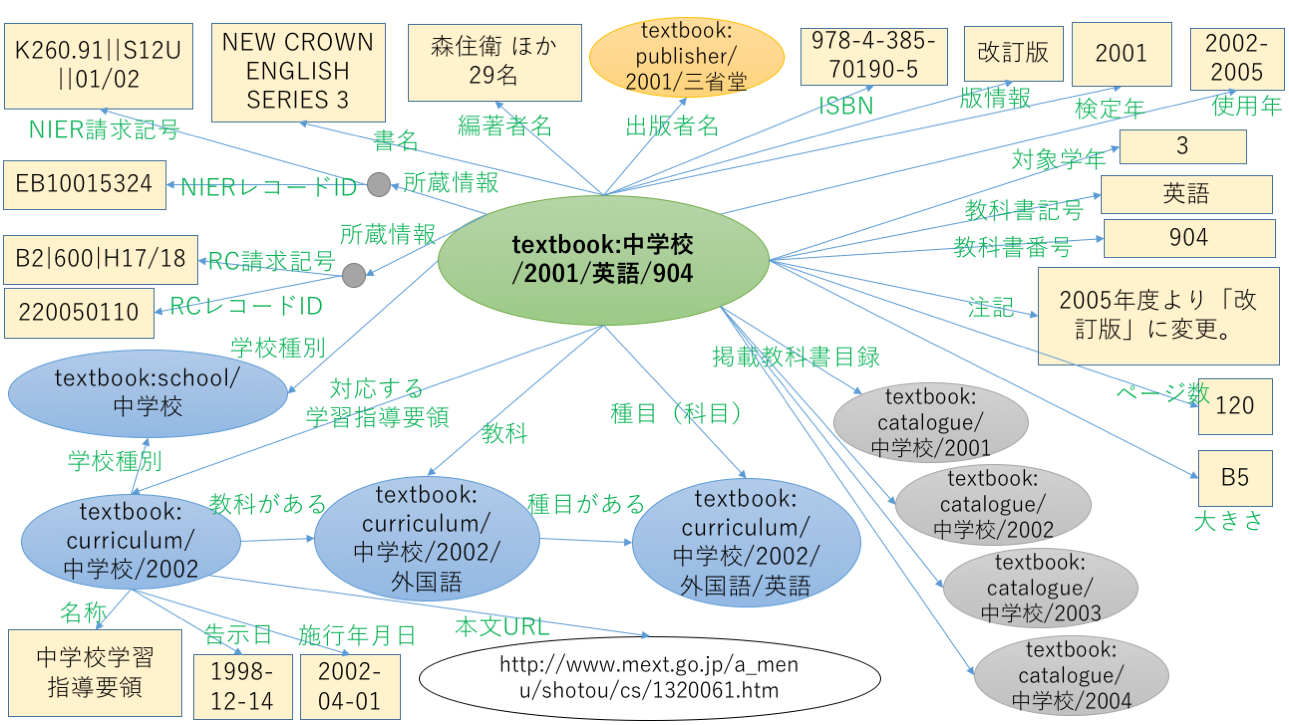 K260.91||S12U
||01/02
NEW CROWN
ENGLISH
SERIES 3
森住衛 ほか
29名
textbook:
publisher/
2001/三省堂
978-4-385-
70190-5
改訂版
2001
2002-
2005
NIER請求記号
書名
編著者名
出版者名
ISBN
版情報
検定年
使用年
EB10015324
NIERレコードID
所蔵情報
対象学年
3
教科書記号
英語
教科書番号
904
所蔵情報
B2|600|H17/18
RC請求記号
220050110
RCレコードID
textbook:中学校
/2001/英語/904
注記
2005年度より「改
訂版」に変更。
学校種別
textbook:school/
中学校
対応する
学習指導要領
教科
種目（科目）
掲載教科書目録
ページ数
120
B5
大きさ
textbook:
catalogue/
中学校/2001
textbook:
catalogue/
中学校/2002
textbook:
catalogue/
中学校/2003
textbook:
catalogue/
中学校/2004
学校種別
textbook:
curriculum/
中学校/2002
教科がある
textbook:
curriculum/
中学校/2002/
外国語
種目がある
textbook:
curriculum/
中学校/2002/
外国語/英語
名称
告示日
施行年月日
本文URL
中学校学習
指導要領
1998-
12-14
2002-
04-01
http://www.mext.go.jp/a_men
u/shotou/cs/1320061.htm